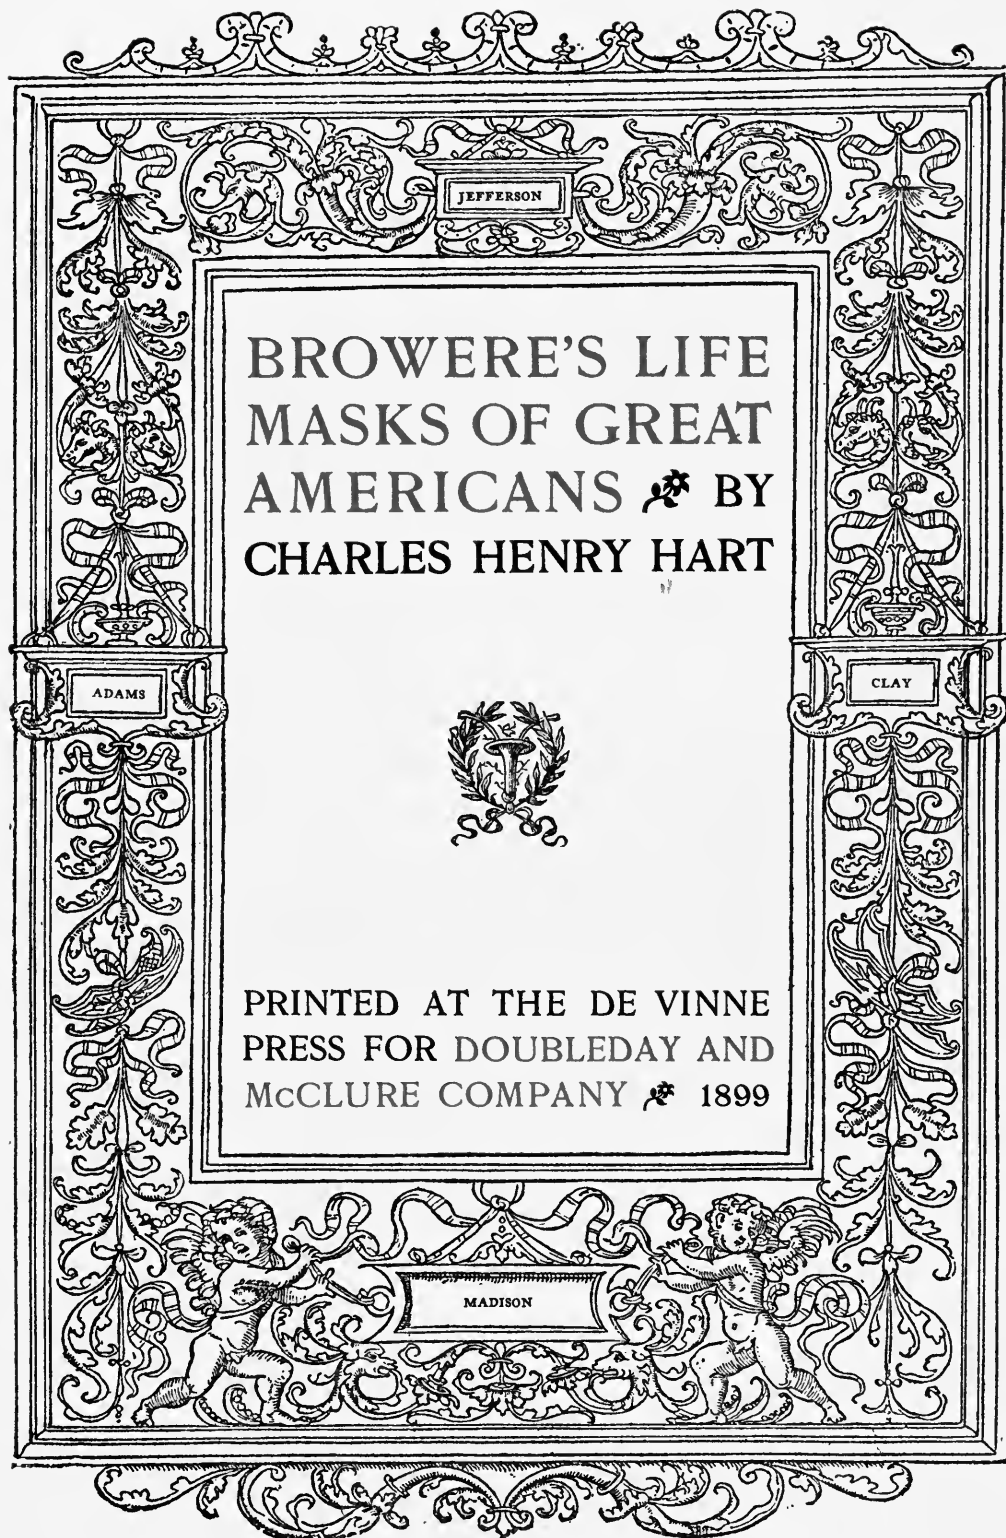 JEFFERSON
BROWERE'S LIFE
MASKS OF GREAT
AMERICANS BY
CHARLES HENRY HART
ADAMS
CLAY
PRINTED AT THE DE VINNE
PRESS FOR DOUBLEDAY AND
McCLURE COMPANY 1899
MADISON